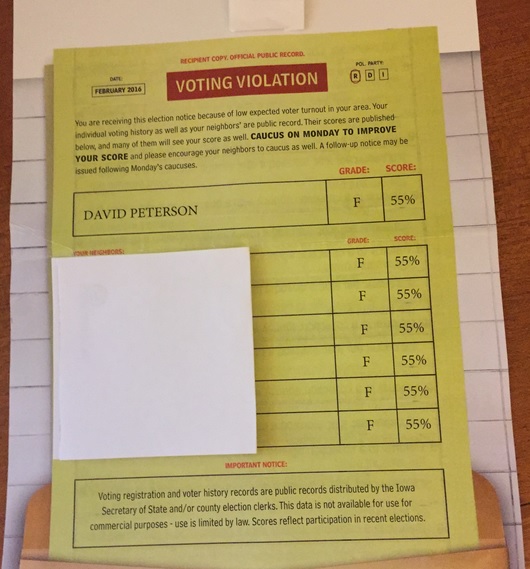 RECIPIENT COPY. OFFICIAL PUBLIC RECORD.
DATE:
FEBRUARY 2016
VOTING VIOLATION
POL. PARTY:
R D I
You are receiving this election notice because of low expected voter turnout in your area. Your
individual voting history as well as your neighbors' are public record. Their scores are published
below, and many of them will see your score as well. CAUCUS ON MONDAY TO IMPROVE
YOUR SCORE and please encourage your neighbors to caucus as well. A follow-up notice may be
issued following Monday's caucuses.
GRADE: SCORE:
DAVID PETERSON F 55%
YOUR NEIGHBORS: GRADE: SCORE:
F 55%
F 55%
F 55%
F 55%
F 55%
F 55%
IMPORTANT NOTICE:
Voting registration and voter history records are public records distributed by the Iowa
Secretary of State and/or county election clerks. This data is not available for use for
commercial purposes - use is limited by law. Scores reflect participation in recent elections.